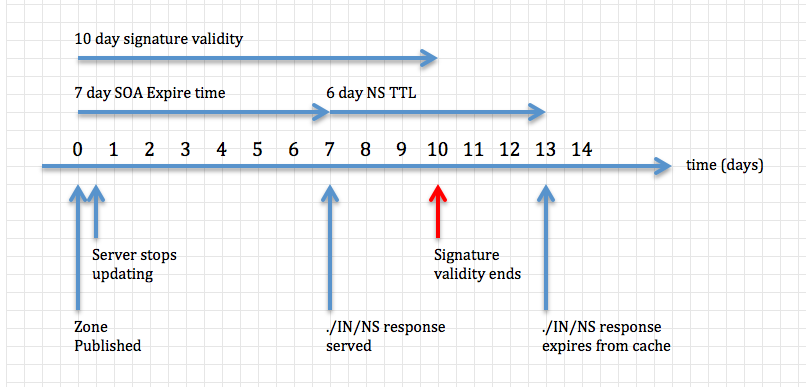 10 day signature validity
7 day SOA Expire time
6 day NS TTL
0 1 2 3 4 5 6 7 8 9 10 11 12 13 14
time (days)
Server stops
updating
Signature
validity ends
Zone
Published
./IN/NS response
served
./IN/NS response
expires from cache